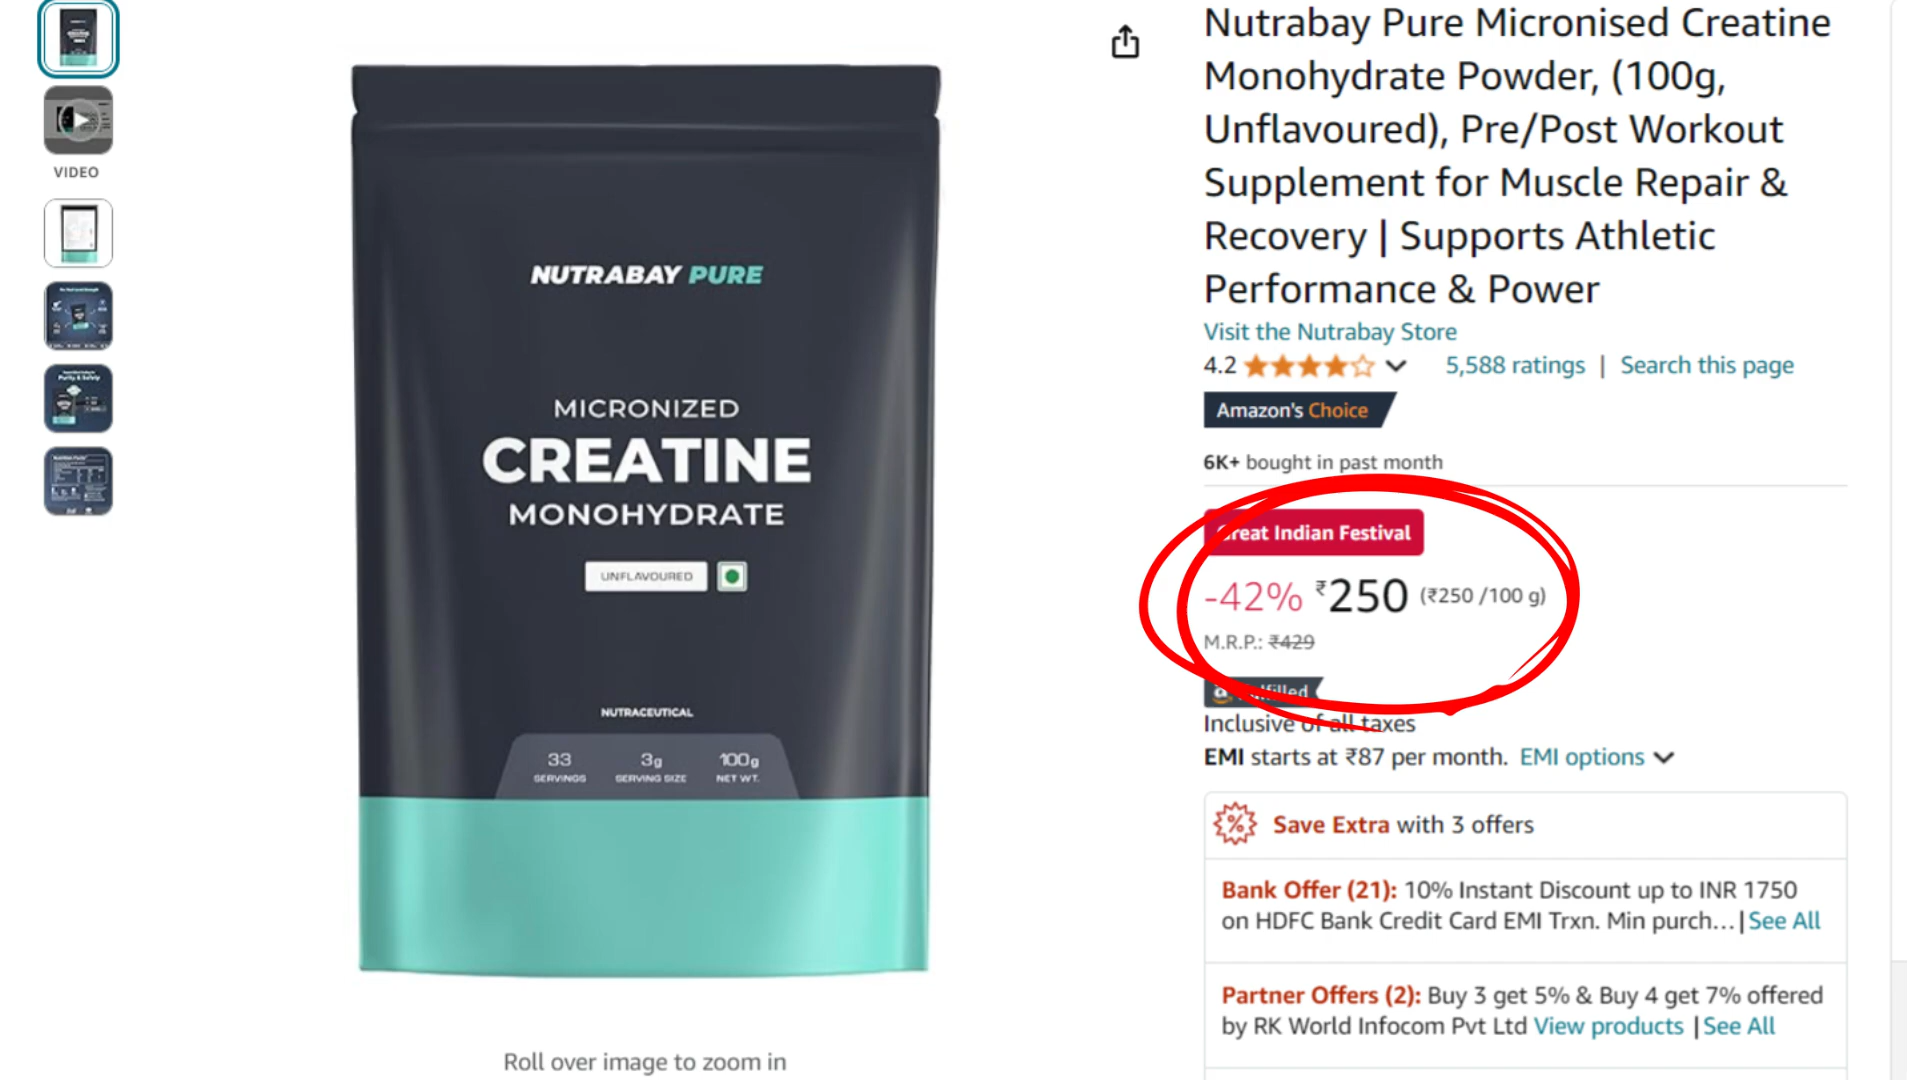 VIDEO
NUTRABAY PURE
MICRONIZED
CREATINE
MONOHYDRATE
UNFLAVOURED
NUTRACEUTICAL
33
SERVINGS
3g
SERVING SIZE
100g
NET WT.
Roll over image to zoom in
Nutrabay Pure Micronised Creatine
Monohydrate Powder, (100g,
Unflavoured), Pre/Post Workout
Supplement for Muscle Repair &
Recovery | Supports Athletic
Performance & Power
Visit the Nutrabay Store
4.2 5,588 ratings | Search this page
Amazon's Choice
6K+ bought in past month
Great Indian Festival
-42% ₹250 (₹250 /100 g)
M.R.P.: ₹429
Fulfilled
Inclusive of all taxes
EMI starts at ₹87 per month. EMI options
Save Extra with 3 offers
Bank Offer (21): 10% Instant Discount up to INR 1750
on HDFC Bank Credit Card EMI Trxn. Min purch... | See All
Partner Offers (2): Buy 3 get 5% & Buy 4 get 7% offered
by RK World Infocom Pvt Ltd View products | See All